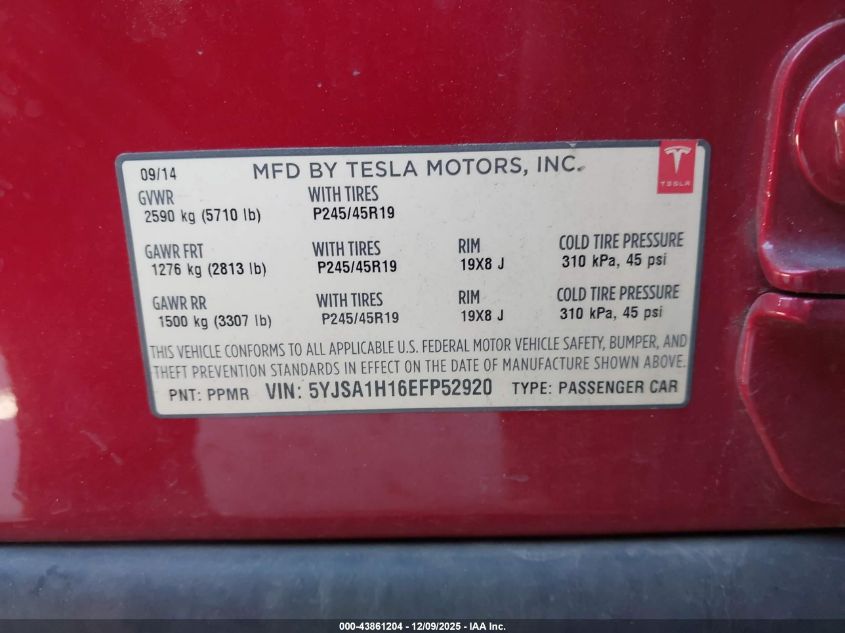 09/14 MFD BY TESLA MOTORS, INC. TESLA
GVWR WITH TIRES
2590 kg (5710 lb) P245/45R19
GAWR FRT WITH TIRES RIM COLD TIRE PRESSURE
1276 kg (2813 lb) P245/45R19 19X8 J 310 kPa, 45 psi
GAWR RR WITH TIRES RIM COLD TIRE PRESSURE
1500 kg (3307 lb) P245/45R19 19X8 J 310 kPa, 45 psi
THIS VEHICLE CONFORMS TO ALL APPLICABLE U.S. FEDERAL MOTOR VEHICLE SAFETY, BUMPER, AND
THEFT PREVENTION STANDARDS IN EFFECT ON THE DATE OF MANUFACTURE SHOWN ABOVE.
PNT: PPMR VIN: 5YJSA1H16EFP52920 TYPE: PASSENGER CAR
000-43861204 - 12/09/2025 - IAA Inc.